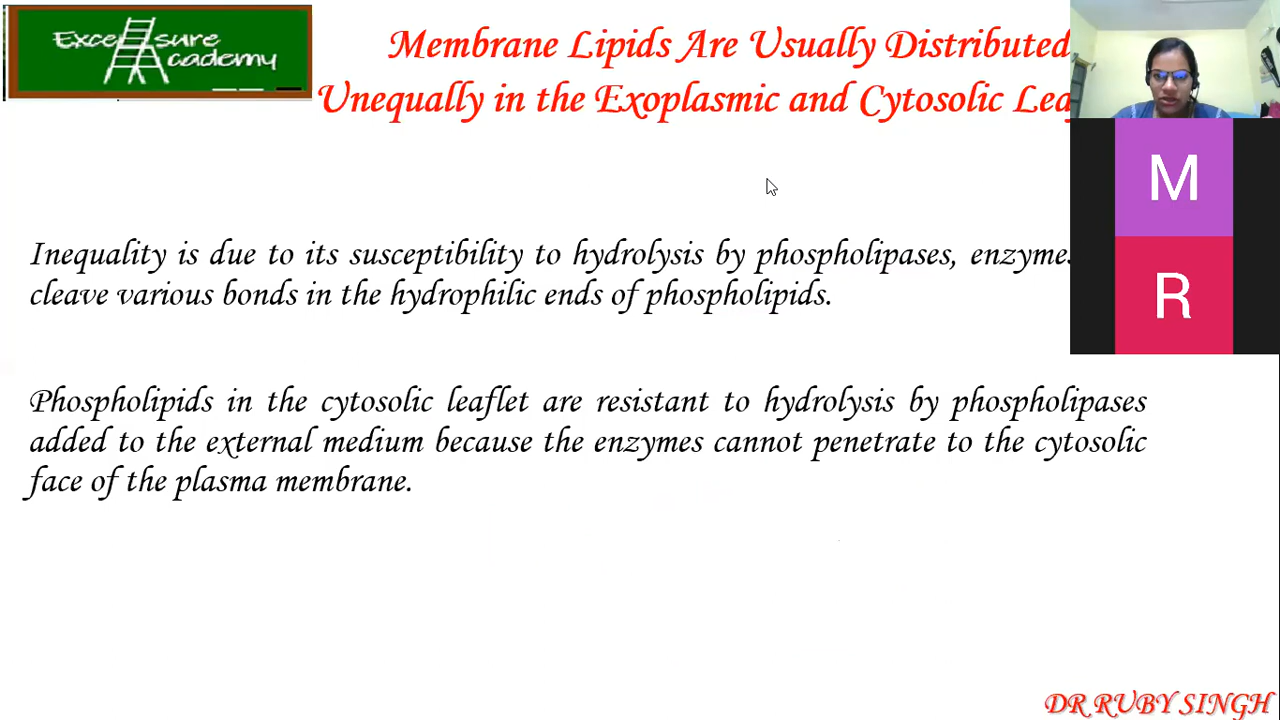 Excel sure
Academy
Membrane Lipids Are Usually Distributed
Unequally in the Exoplasmic and Cytosolic Lea
M
Inequality is due to its susceptibility to hydrolysis by phospholipases, enzymes
cleave various bonds in the hydrophilic ends of phospholipids.
R
Phospholipids in the cytosolic leaflet are resistant to hydrolysis by phospholipases
added to the external medium because the enzymes cannot penetrate to the cytosolic
face of the plasma membrane.
DR RUBY SINGH